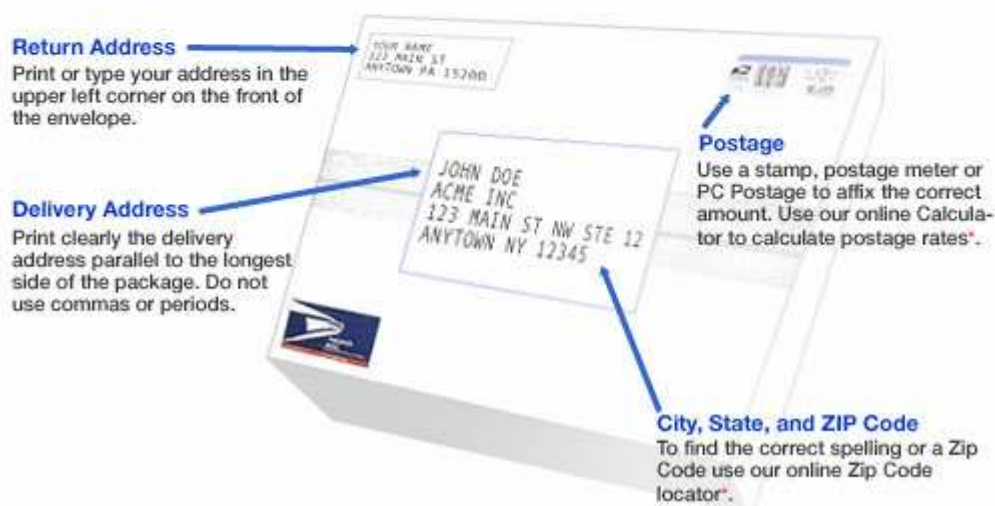 Return Address
Print or type your address in the
upper left corner on the front of
the envelope.
YOUR NAME
123 MAIN ST
ANYTOWN PA 15200
Postage
Use a stamp, postage meter or
PC Postage to affix the correct
amount. Use our online Calcula-
tor to calculate postage rates*.
Delivery Address
Print clearly the delivery
address parallel to the longest
side of the package. Do not
use commas or periods.
JOHN DOE
ACME INC
123 MAIN ST NW STE 12
ANYTOWN NY 12345
City, State, and ZIP Code
To find the correct spelling or a Zip
Code use our online Zip Code
locator*.